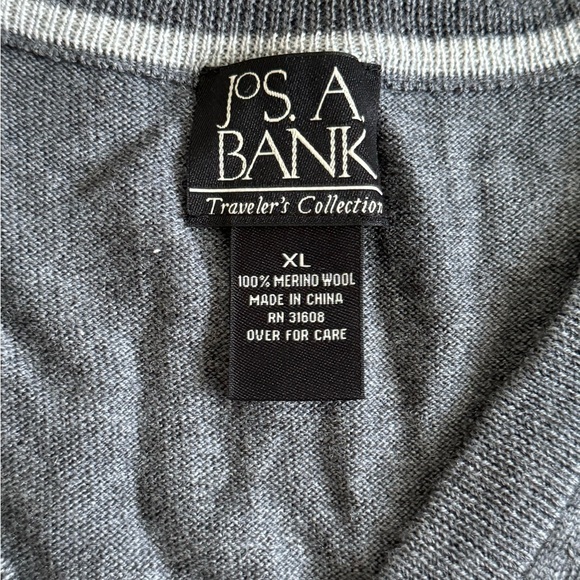 JOS. A.
BANK
Traveler's Collection
XL
100% MERINO WOOL
MADE IN CHINA
RN 31608
OVER FOR CARE